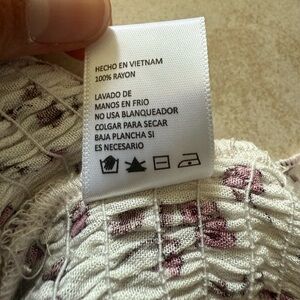 HECHO EN VIETNAM
100% RAYON
LAVADO DE
MANOS EN FRIO
NO USA BLANQUEADOR
COLGAR PARA SECAR
BAJA PLANCHA SI
ES NECESARIO